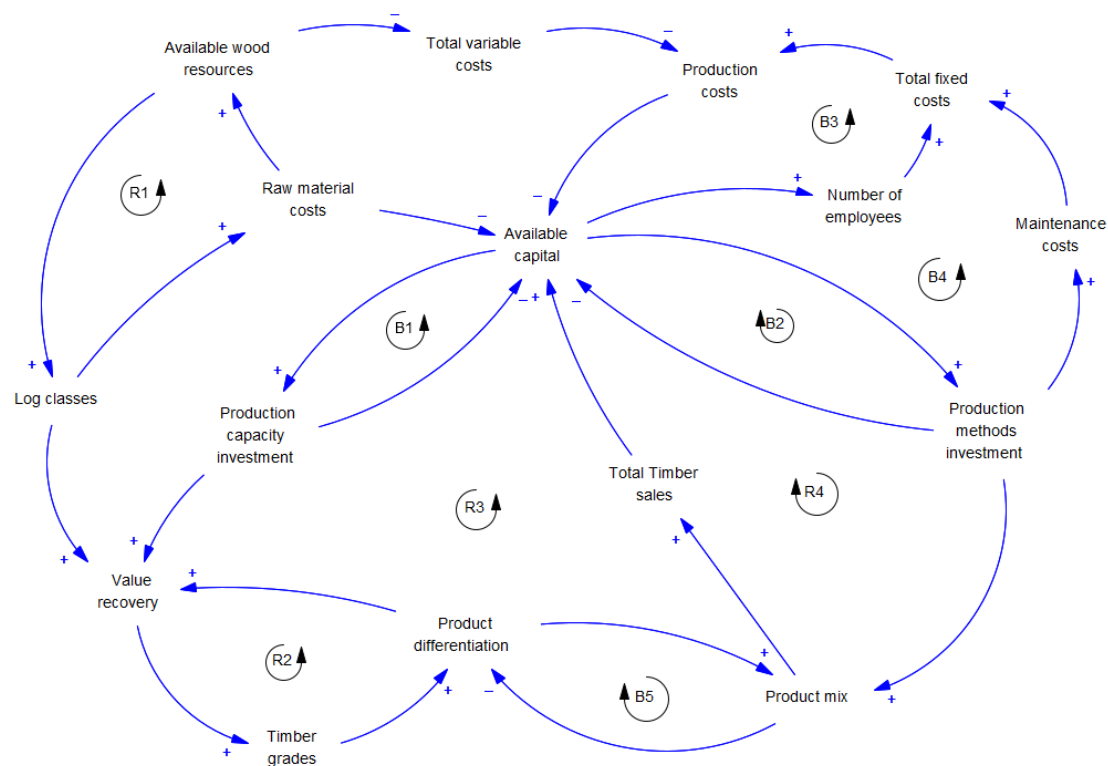 Available wood
resources
Total variable
costs
Production
costs
Total fixed
costs
Raw material
costs
Number of
employees
Maintenance
costs
Available
capital
Log classes
Production
capacity
investment
Production
methods
investment
Total Timber
sales
Value
recovery
Product
differentiation
Product mix
Timber
grades
R1
B3
B4
B1
B2
R3
R4
R2
B5
–
–
+
+
+
+
–
+
+
+
–
–
+
–
+
+
+
+
+
+
+
+
+
+
–
+
+